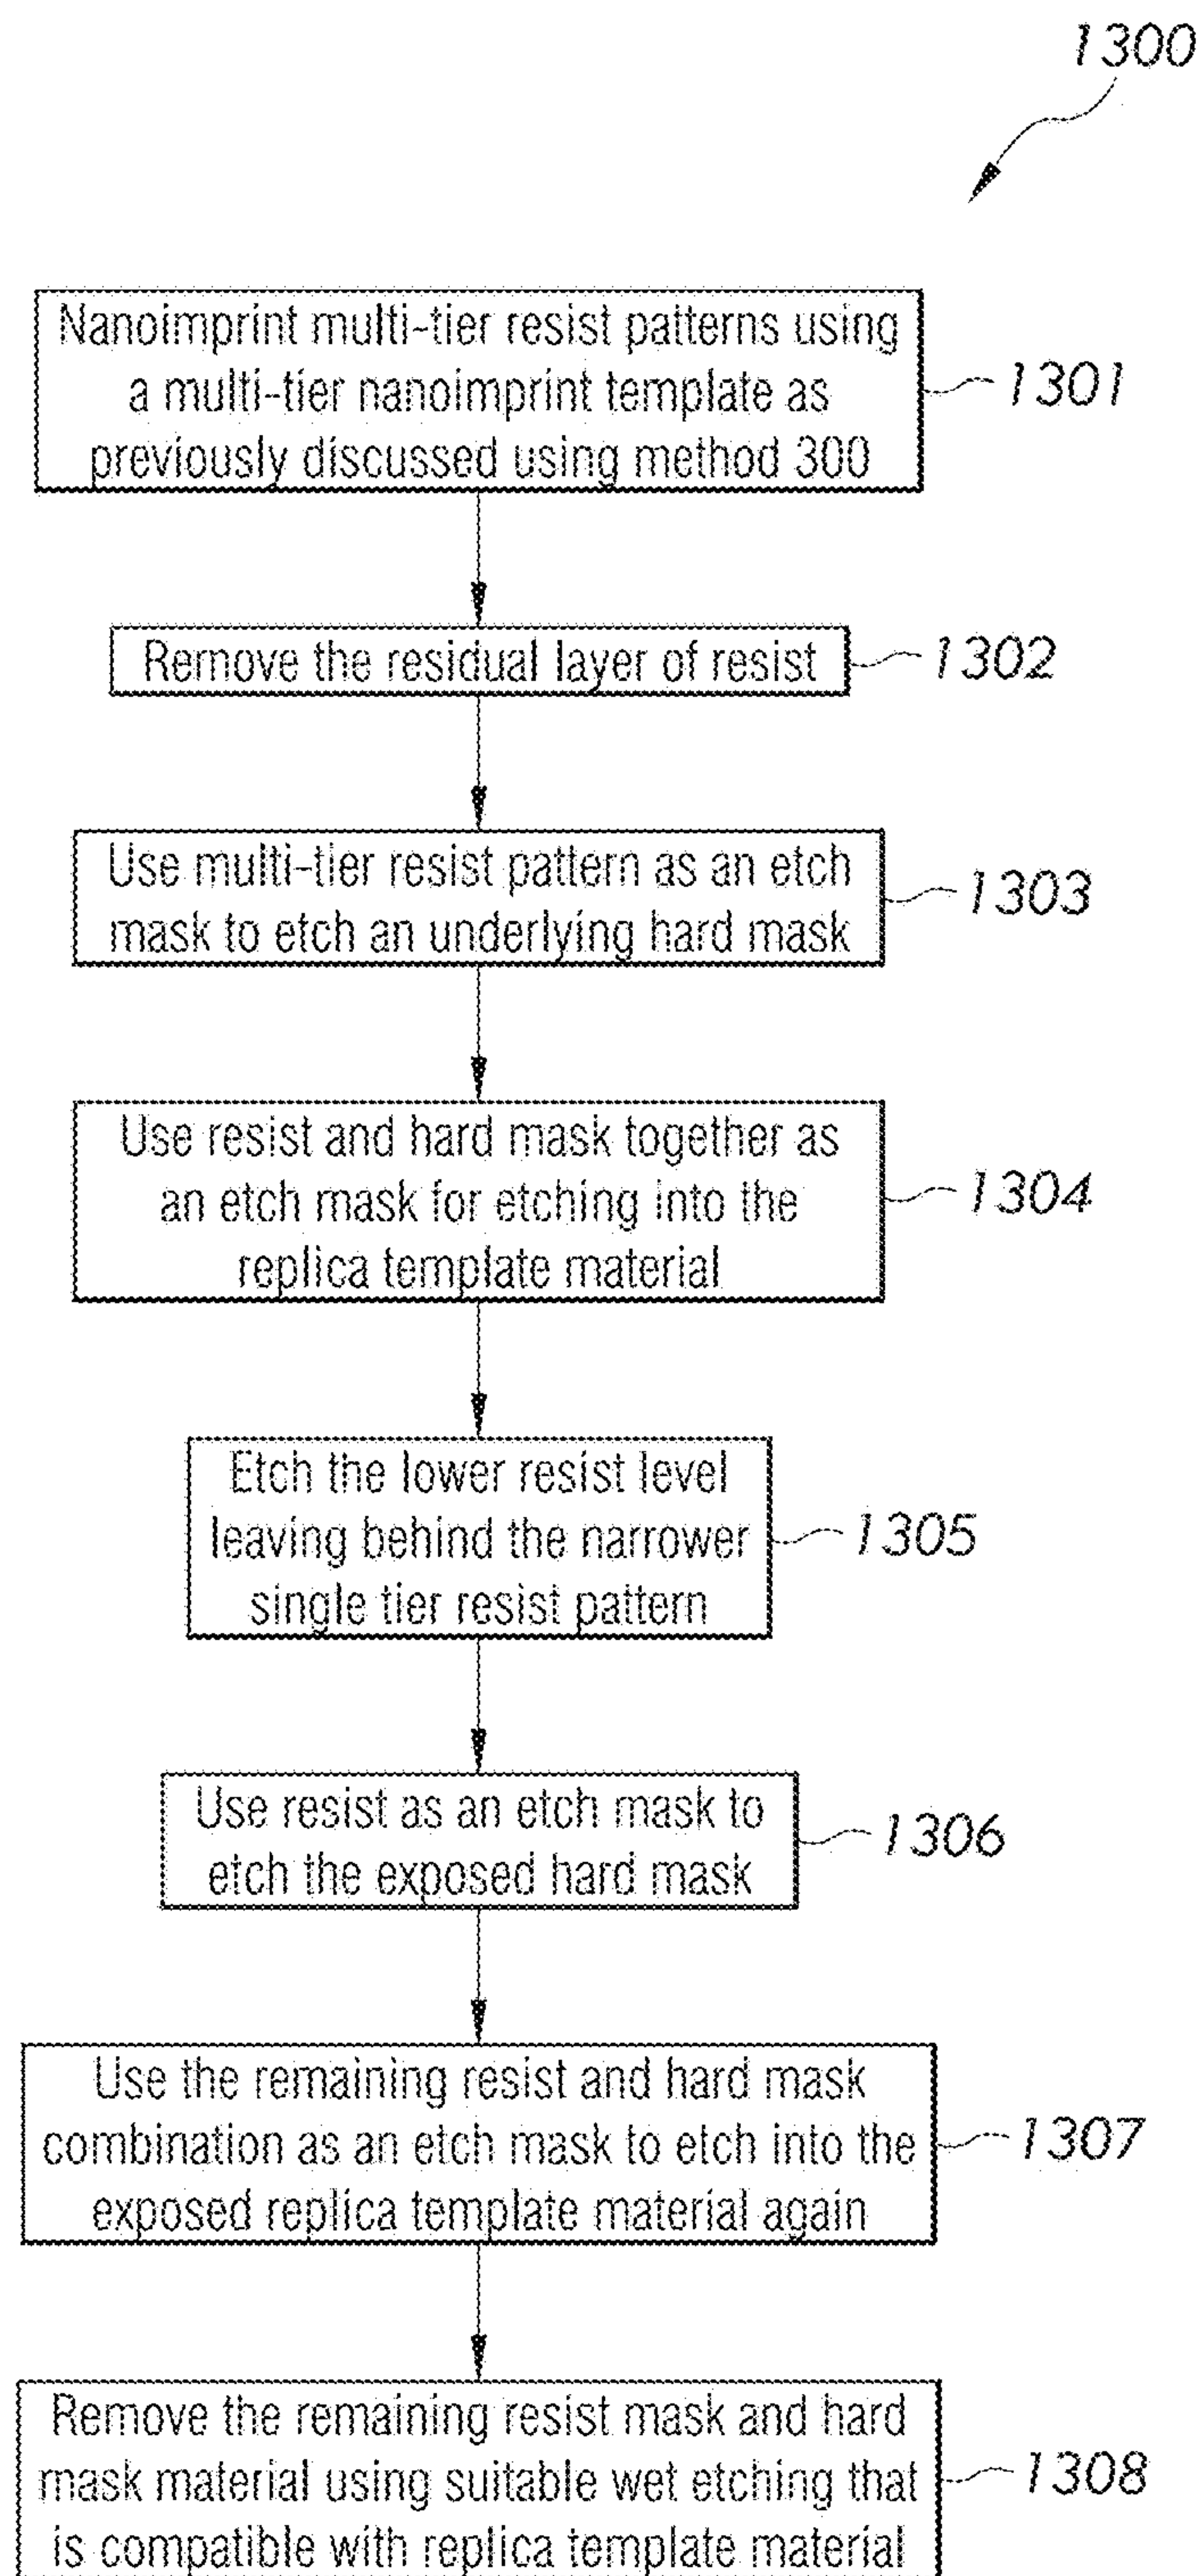 1300
Nanoimprint multi-tier resist patterns using
a multi-tier nanoimprint template as
previously discussed using method 300
1301
Remove the residual layer of resist
1302
Use multi-tier resist pattern as an etch
mask to etch an underlying hard mask
1303
Use resist and hard mask together as
an etch mask for etching into the
replica template material
1304
Etch the lower resist level
leaving behind the narrower
single tier resist pattern
1305
Use resist as an etch mask to
etch the exposed hard mask
1306
Use the remaining resist and hard mask
combination as an etch mask to etch into the
exposed replica template material again
1307
Remove the remaining resist mask and hard
mask material using suitable wet etching that
is compatible with replica template material
1308